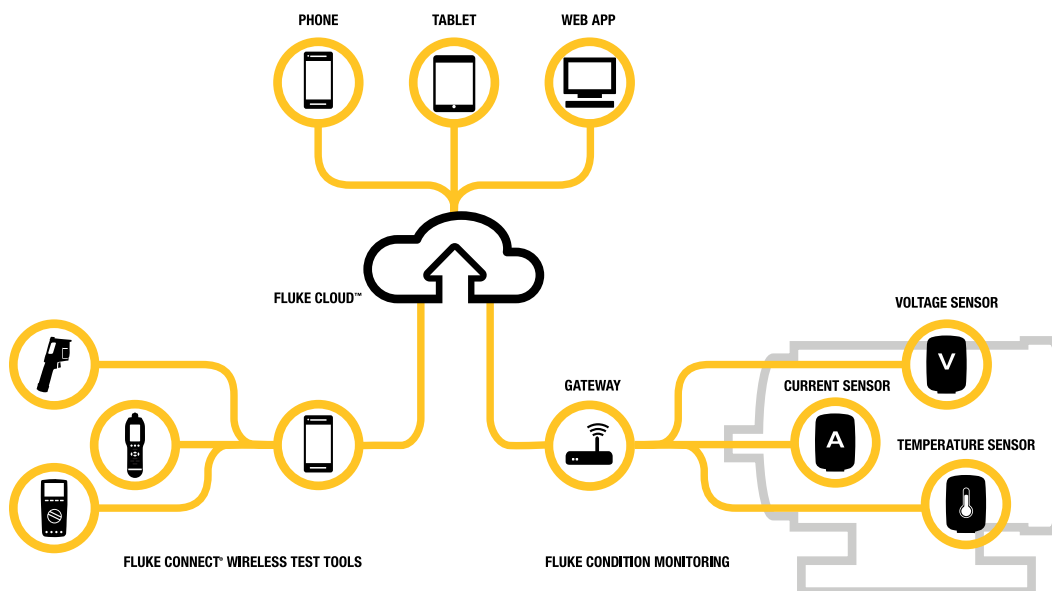 PHONE
TABLET
WEB APP
FLUKE CLOUD™
VOLTAGE SENSOR
GATEWAY
CURRENT SENSOR
V
A
TEMPERATURE SENSOR
FLUKE CONNECT® WIRELESS TEST TOOLS
FLUKE CONDITION MONITORING